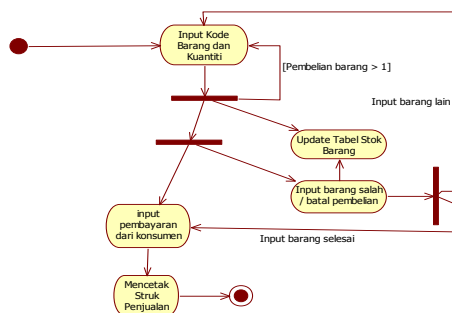 Input Kode
Barang dan
Kuantiti
[Pembelian barang > 1]
Input barang lain
Update Tabel Stok
Barang
Input barang salah
/ batal pembelian
input
pembayaran
dari konsumen
Input barang selesai
Mencetak
Struk
Penjualan